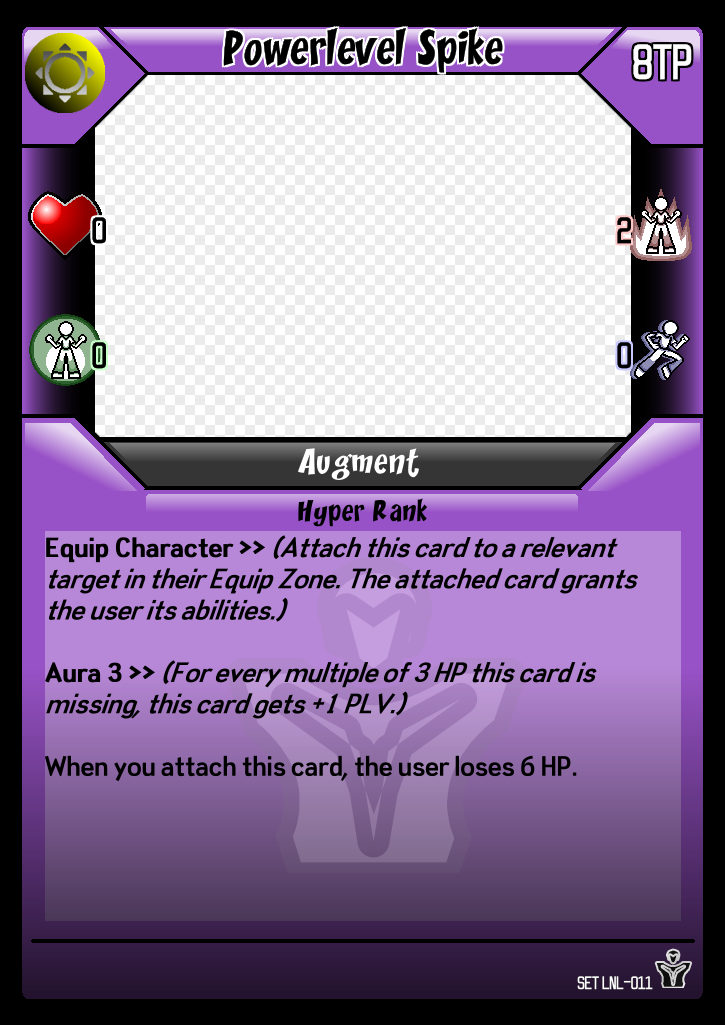 Powerlevel Spike
8TP
0
2
0
0
Augment
Hyper Rank
Equip Character >> (Attach this card to a relevant
target in their Equip Zone. The attached card grants
the user its abilities.)
Aura 3 >> (For every multiple of 3 HP this card is
missing, this card gets +1 PLV.)
When you attach this card, the user loses 6 HP.
SET LNL-011